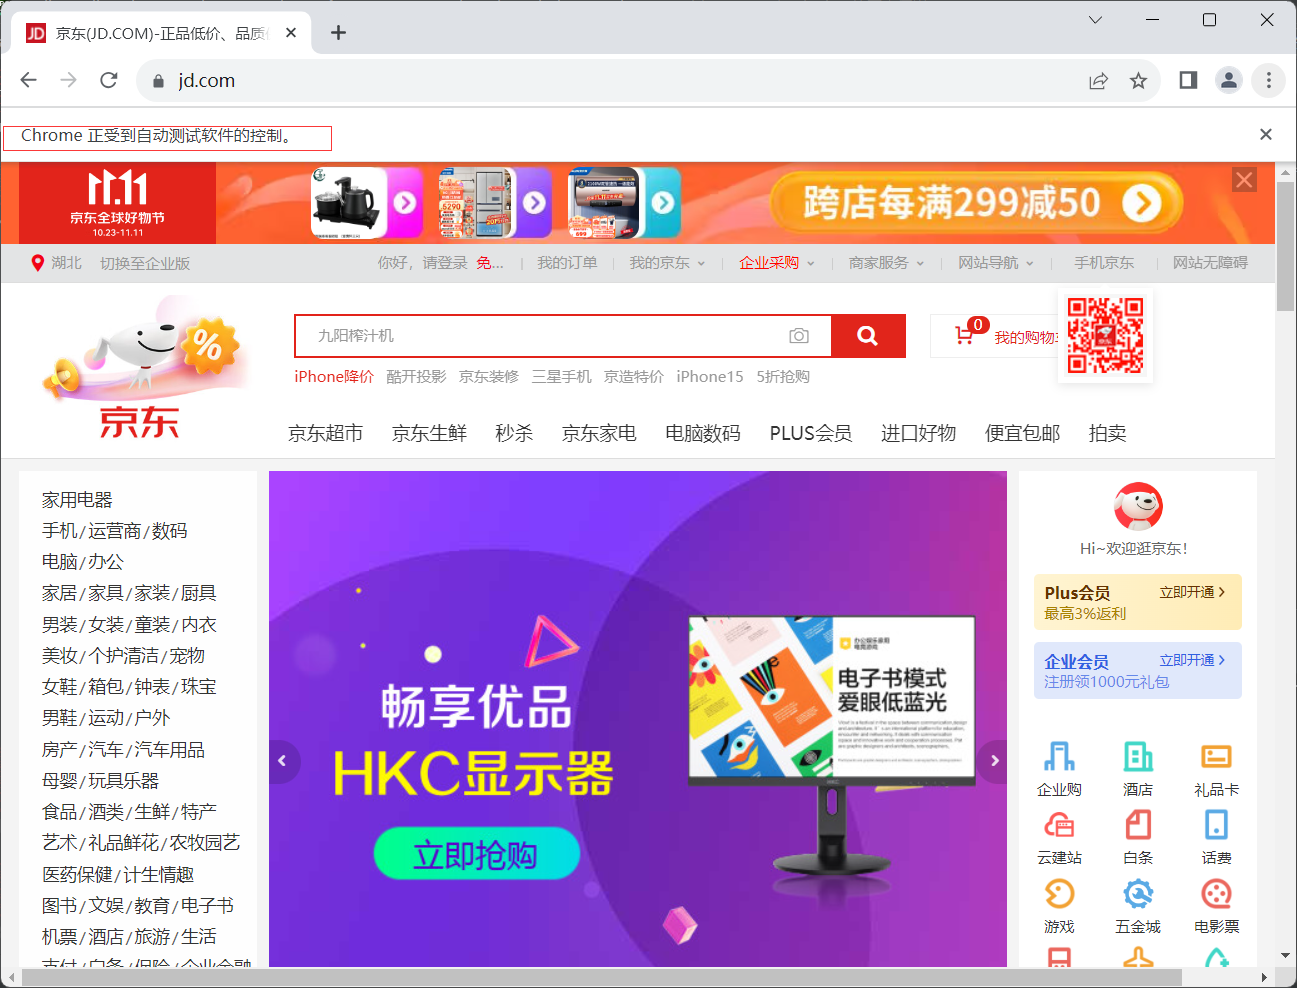 京东(JD.COM)-正品低价、品质
jd.com
Chrome 正受到自动测试软件的控制。
11.11
京东全球好物节
10.23-11.11
跨店每满299减50
湖北 切换至企业版 你好，请登录 免... 我的订单 我的京东 企业采购 商家服务 网站导航 手机京东 网站无障碍
九阳榨汁机
0
我的购物
iPhone降价 酷开投影 京东装修 三星手机 京造特价 iPhone15 5折抢购
%
京东
京东超市 京东生鲜 秒杀 京东家电 电脑数码 PLUS会员 进口好物 便宜包邮 拍卖
家用电器
手机/运营商/数码
电脑/办公
家居/家具/家装/厨具
男装/女装/童装/内衣
美妆/个护清洁/宠物
女鞋/箱包/钟表/珠宝
男鞋/运动/户外
房产/汽车/汽车用品
母婴/玩具乐器
食品/酒类/生鲜/特产
艺术/礼品鲜花/农牧园艺
医药保健/计生情趣
图书/文娱/教育/电子书
机票/酒店/旅游/生活
支付/白条/保险/企业金融
畅享优品
HKC显示器
立即抢购
电子书模式
爱眼低蓝光
HKC
Hi~欢迎逛京东!
Plus会员 立即开通
最高3%返利
企业会员 立即开通
注册领1000元礼包
企业购 酒店 礼品卡
云建站 白条 话费
游戏 五金城 电影票